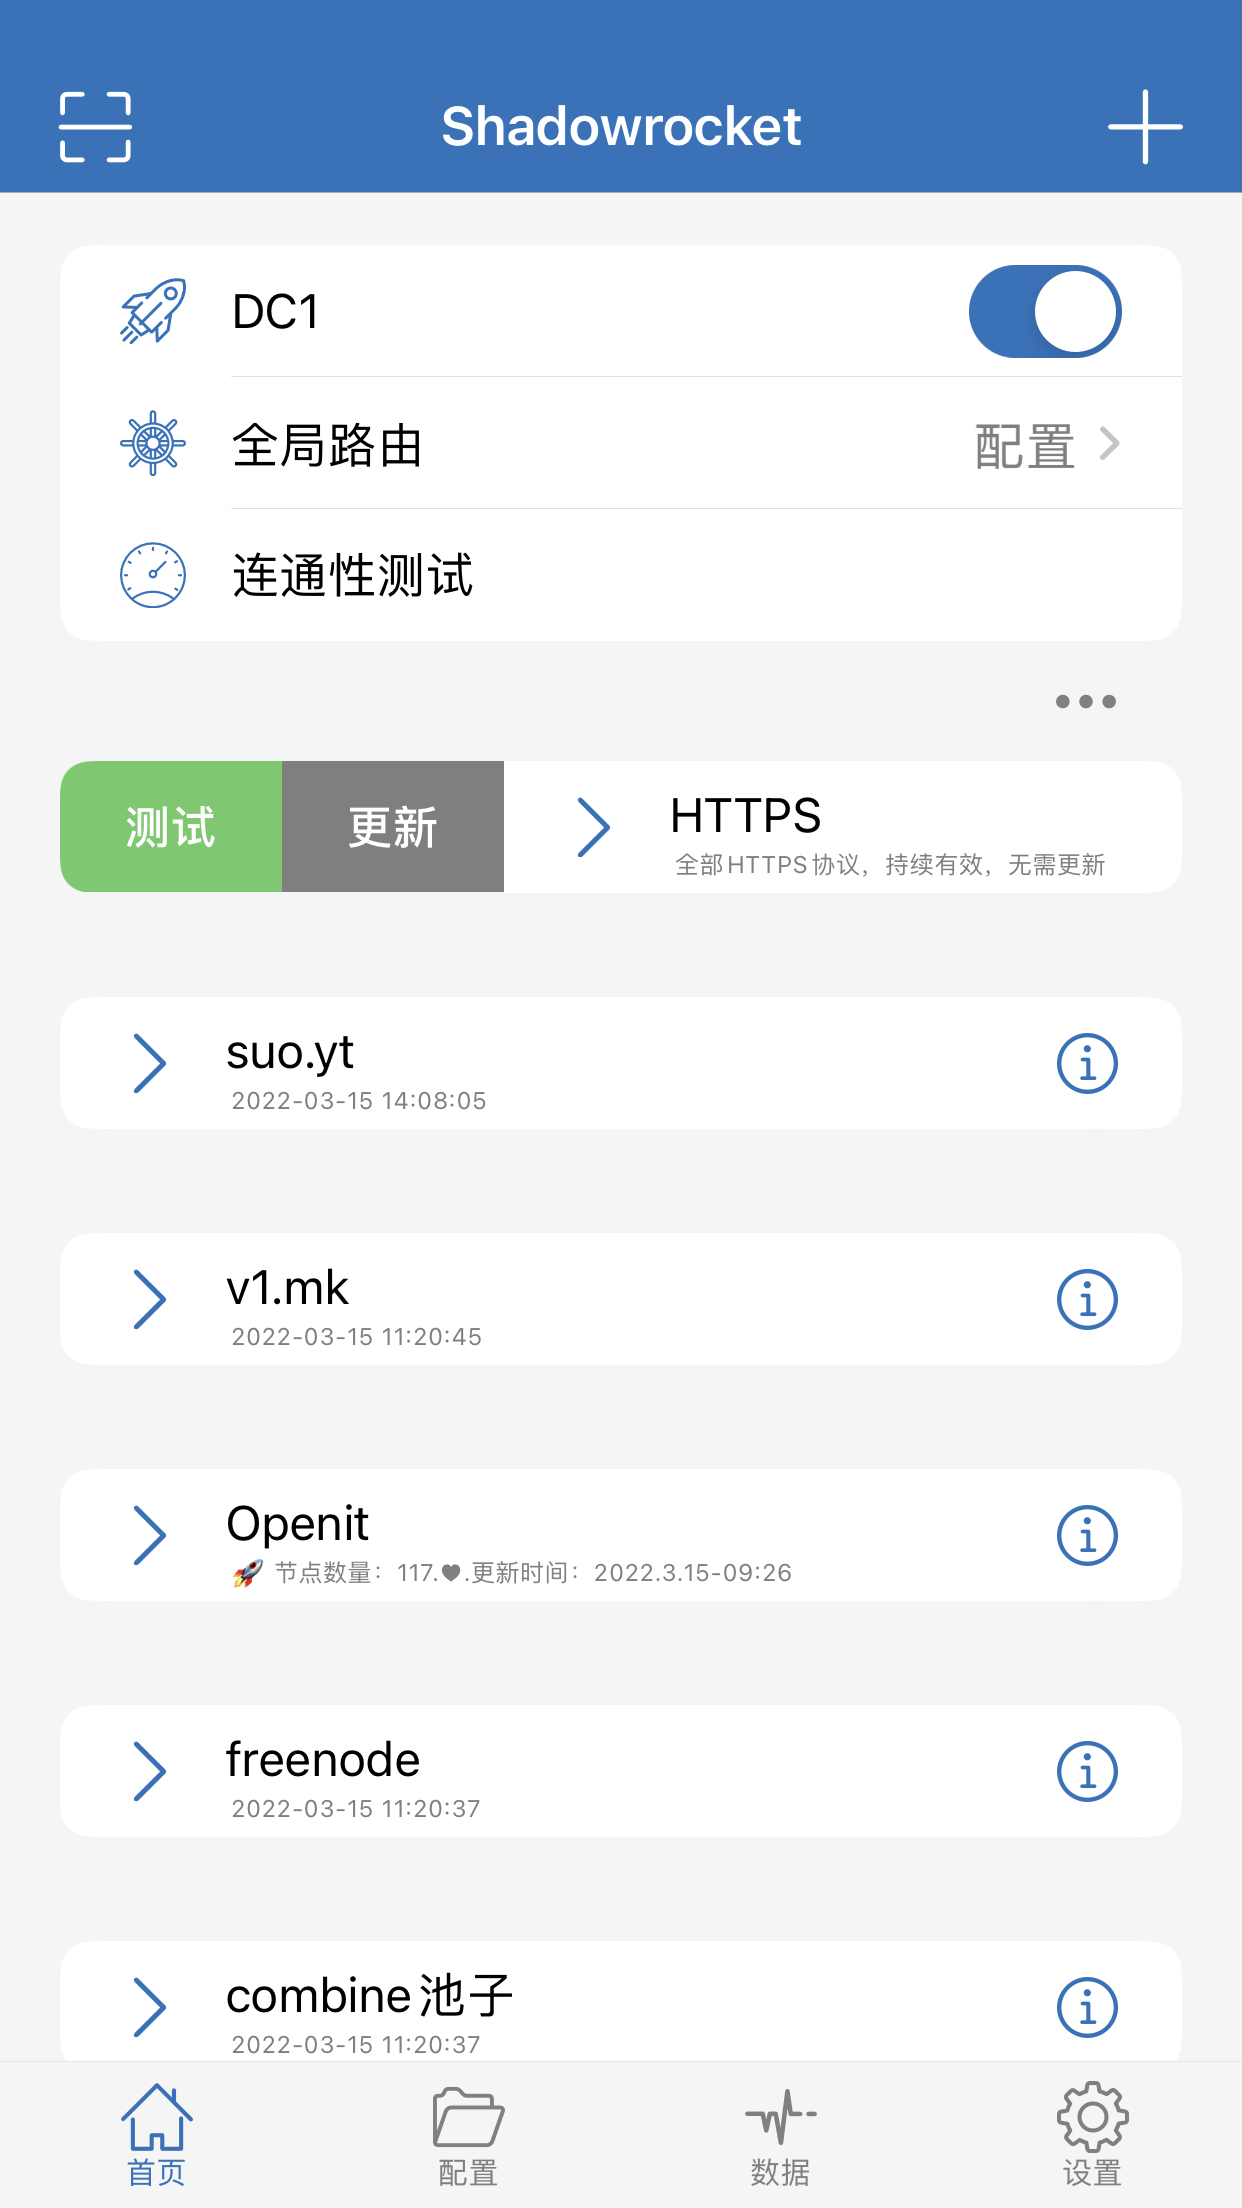 Shadowrocket
DC1
全局路由 配置
连通性测试
测试 更新 HTTPS
全部HTTPS协议，持续有效，无需更新
suo.yt
2022-03-15 14:08:05
v1.mk
2022-03-15 11:20:45
Openit
🚀 节点数量：117.♥.更新时间：2022.3.15-09:26
freenode
2022-03-15 11:20:37
combine池子
2022-03-15 11:20:37
首页 配置 数据 设置